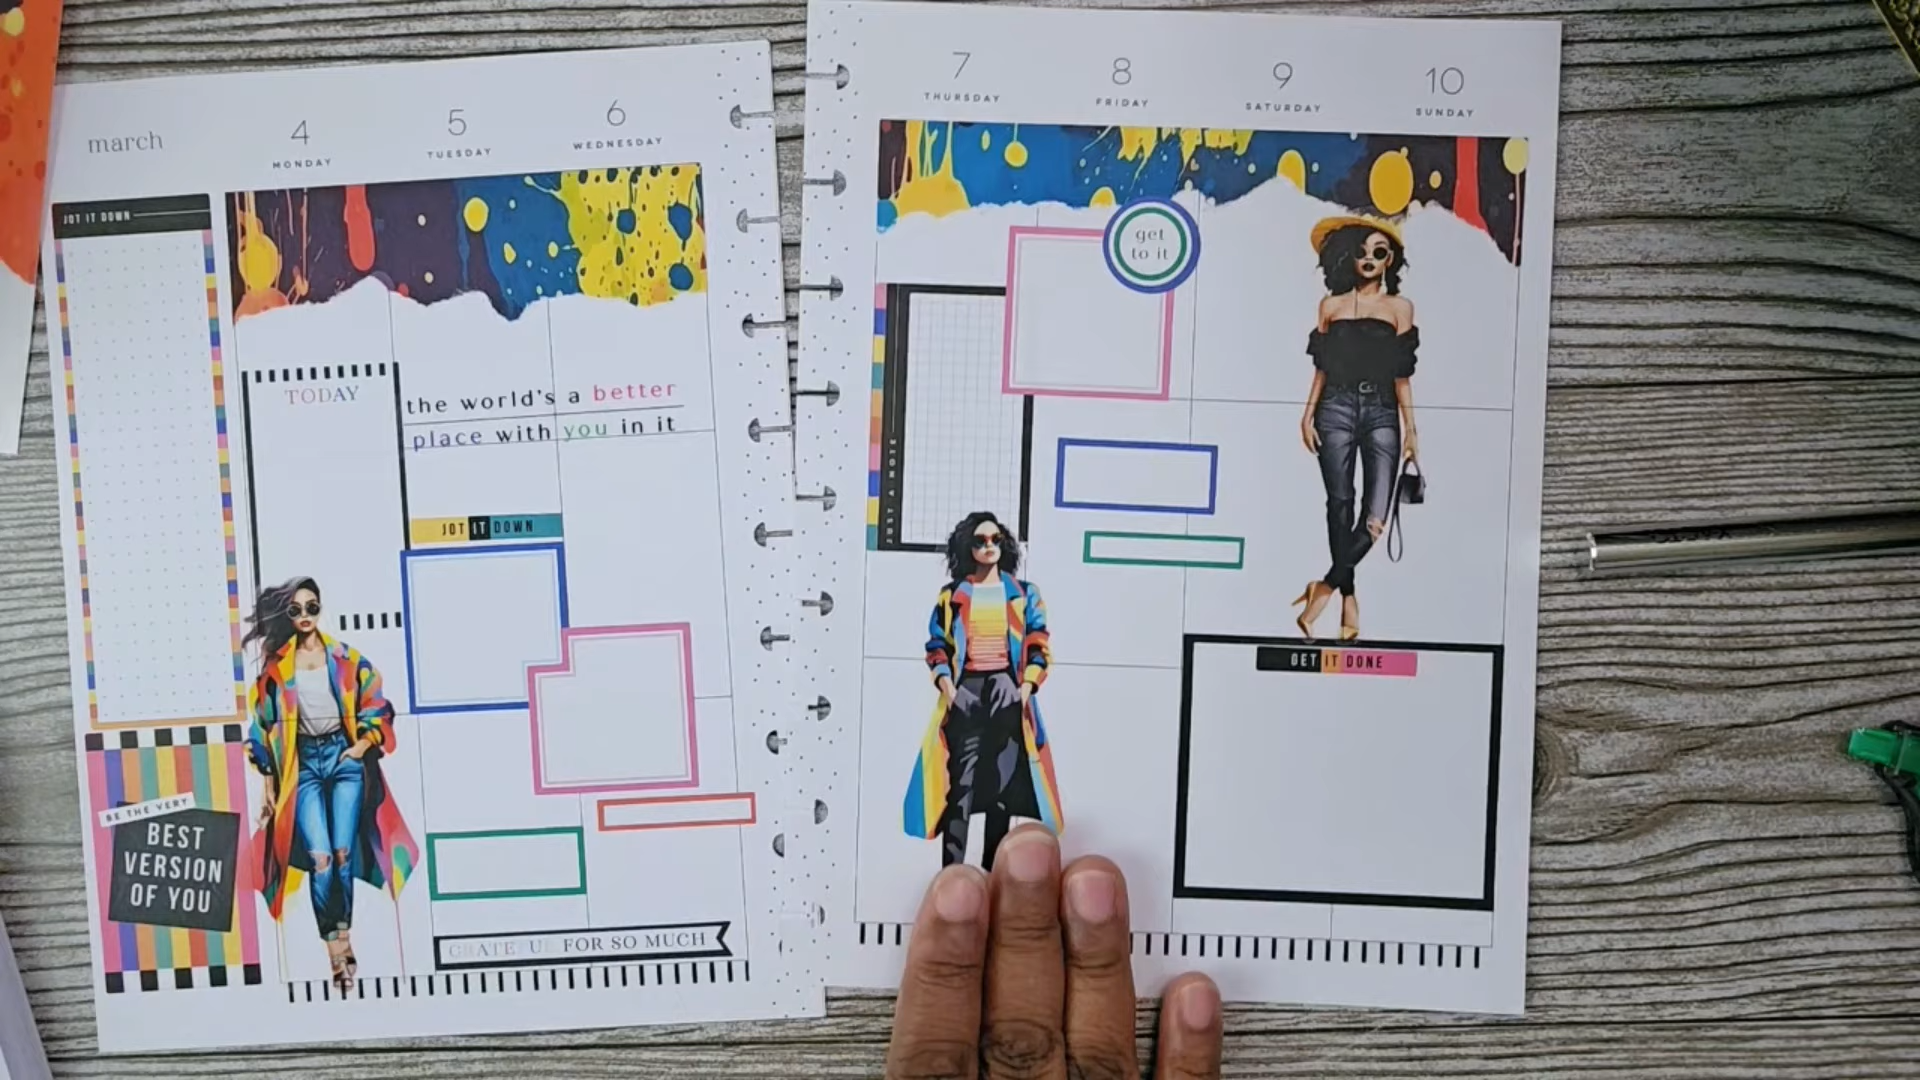 march
4
MONDAY
5
TUESDAY
6
WEDNESDAY
JOT IT DOWN
TODAY
the world's a better
place with you in it
JOT IT DOWN
BE THE VERY
BEST
VERSION
OF YOU
GRATEFUL FOR SO MUCH
7
THURSDAY
8
FRIDAY
9
SATURDAY
10
SUNDAY
get
to it
JUST A NOTE
GET IT DONE